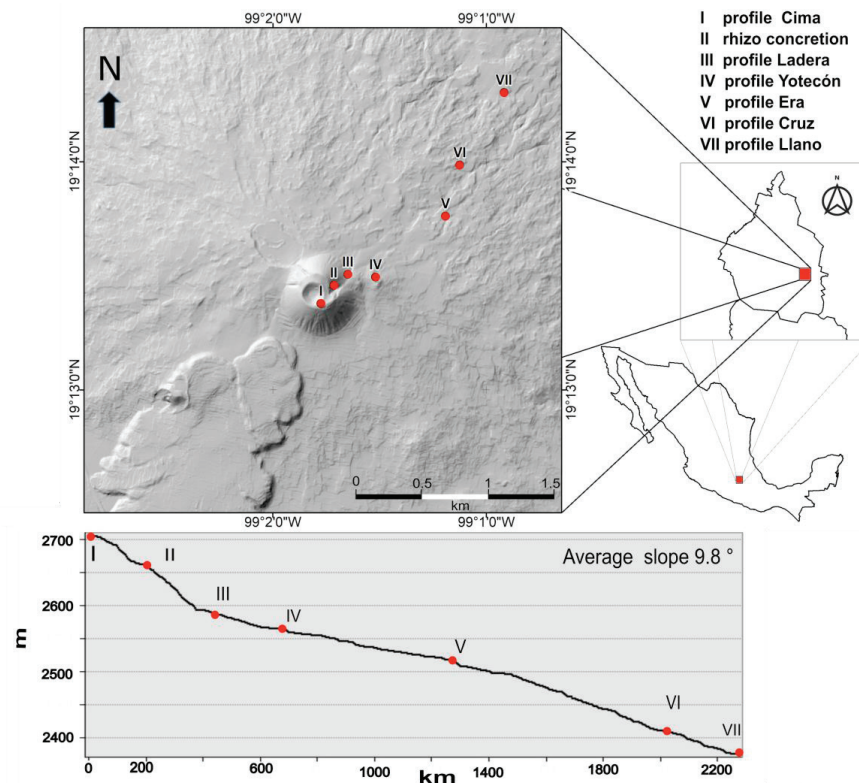 99°2'0"W 99°1'0"W
N
19°14'0"N 19°14'0"N
19°13'0"N 19°13'0"N
VII
VI
V
IV
III
II
I
0 0.5 1 1.5
km
99°2'0"W 99°1'0"W
I profile Cima
II rhizo concretion
III profile Ladera
IV profile Yotecón
V profile Era
VI profile Cruz
VII profile Llano
N
Average slope 9.8 °
2700
2600
2500
2400
m
I II III IV V VI VII
0 200 600 1000 1400 1800 2200
km